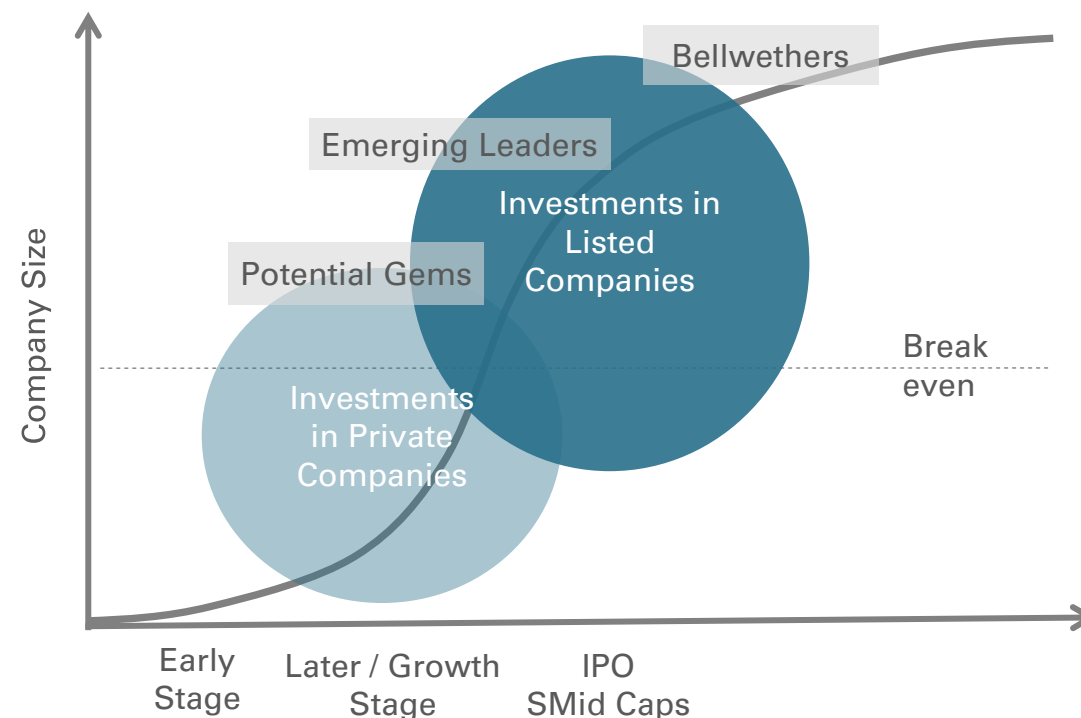 Bellwethers
Emerging Leaders
Investments in
Listed
Companies
Potential Gems
Company Size
Break
even
Investments
in Private
Companies
Early
Stage
Later / Growth
Stage
IPO
SMid Caps